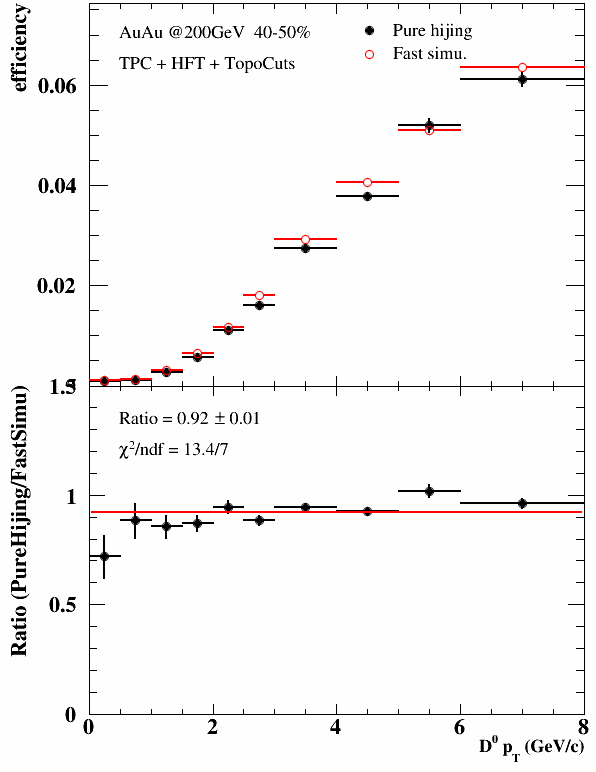 efficiency
AuAu @200GeV 40-50%
TPC + HFT + TopoCuts
Pure hijing
Fast simu.
0.06
0.04
0.02
1.5
Ratio (PureHijing/FastSimu)
Ratio = 0.92 ± 0.01
χ²/ndf = 13.4/7
1
0.5
0
0 2 4 6 8
D⁰ p_T (GeV/c)